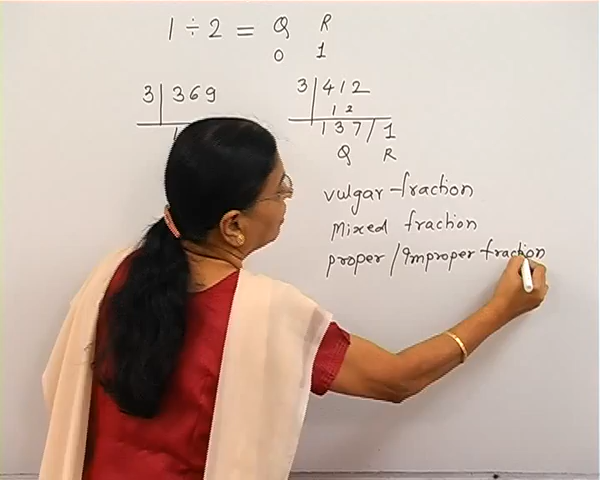 1 ÷ 2 = Q R
0 1
3 369
3 412
1 2
137/1
Q R
vulgar-fraction
Mixed fraction
proper/Improper fraction